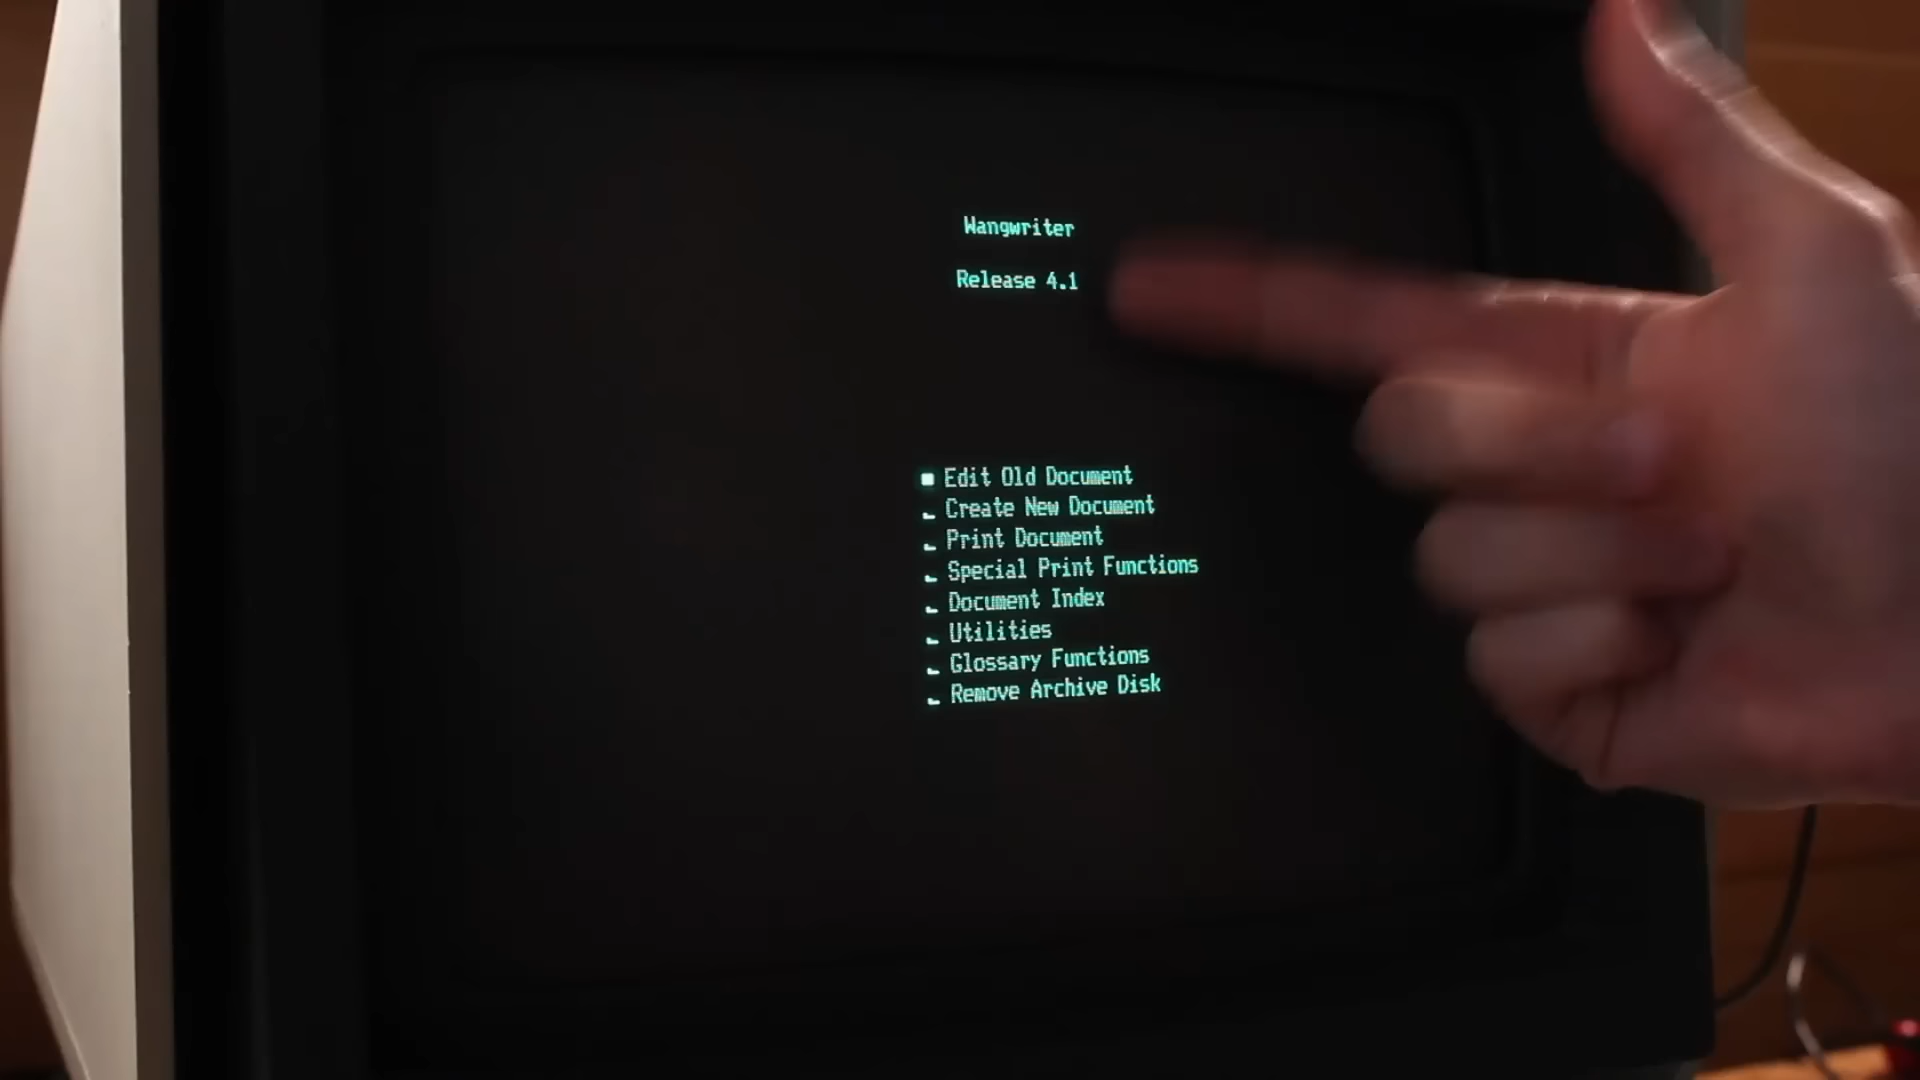 Wangwriter
Release 4.1
Edit Old Document
Create New Document
Print Document
Special Print Functions
Document Index
Utilities
Glossary Functions
Remove Archive Disk